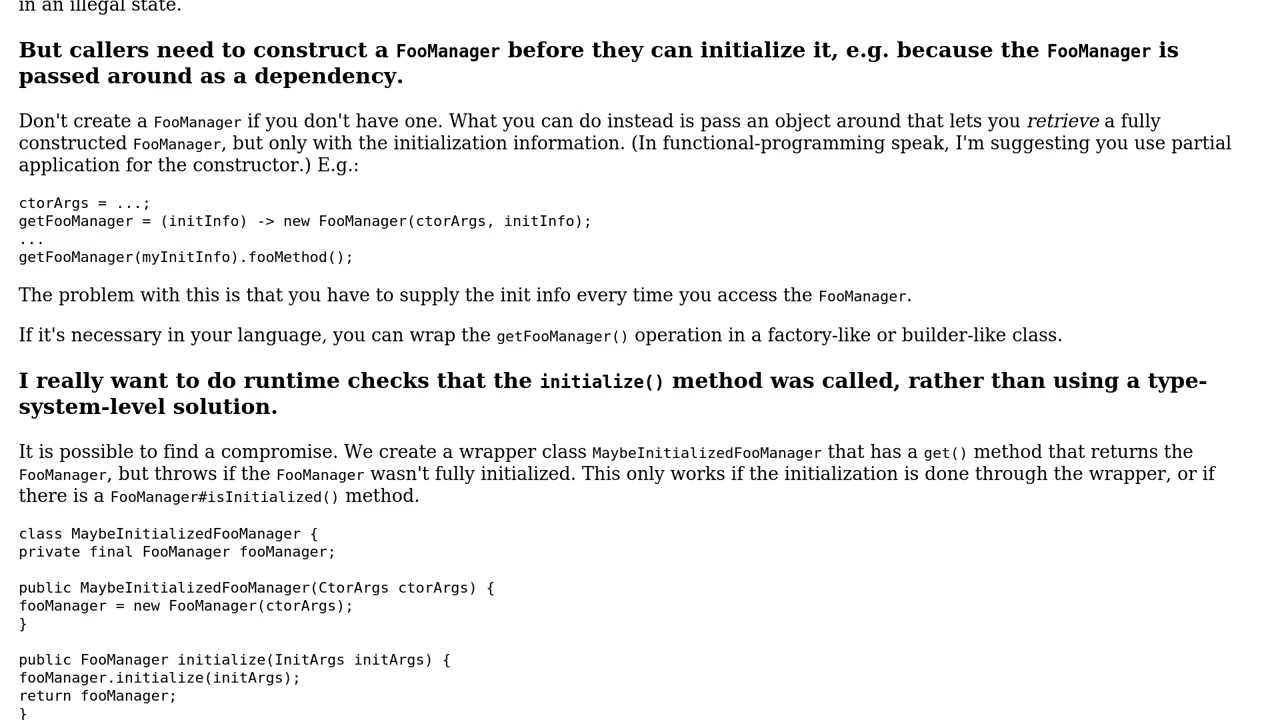 in an illegal state.
But callers need to construct a FooManager before they can initialize it, e.g. because the FooManager is
passed around as a dependency.
Don't create a FooManager if you don't have one. What you can do instead is pass an object around that lets you retrieve a fully
constructed FooManager, but only with the initialization information. (In functional-programming speak, I'm suggesting you use partial
application for the constructor.) E.g.:
ctorArgs = ...;
getFooManager = (initInfo) -> new FooManager(ctorArgs, initInfo);
...
getFooManager(myInitInfo).fooMethod();
The problem with this is that you have to supply the init info every time you access the FooManager.
If it's necessary in your language, you can wrap the getFooManager() operation in a factory-like or builder-like class.
I really want to do runtime checks that the initialize() method was called, rather than using a type-
system-level solution.
It is possible to find a compromise. We create a wrapper class MaybeInitializedFooManager that has a get() method that returns the
FooManager, but throws if the FooManager wasn't fully initialized. This only works if the initialization is done through the wrapper, or if
there is a FooManager#isInitialized() method.
class MaybeInitializedFooManager {
private final FooManager fooManager;
public MaybeInitializedFooManager(CtorArgs ctorArgs) {
fooManager = new FooManager(ctorArgs);
}
public FooManager initialize(InitArgs initArgs) {
fooManager.initialize(initArgs);
return fooManager;
}